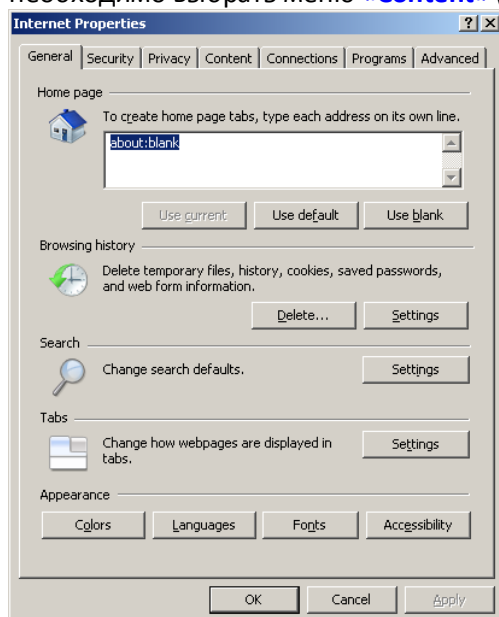 необходимо выбрать меню «Content» (
Internet Properties
General Security Privacy Content Connections Programs Advanced
Home page
To create home page tabs, type each address on its own line.
about:blank
Use current Use default Use blank
Browsing history
Delete temporary files, history, cookies, saved passwords,
and web form information.
Delete... Settings
Search
Change search defaults. Settings
Tabs
Change how webpages are displayed in
tabs. Settings
Appearance
Colors Languages Fonts Accessibility
OK Cancel Apply